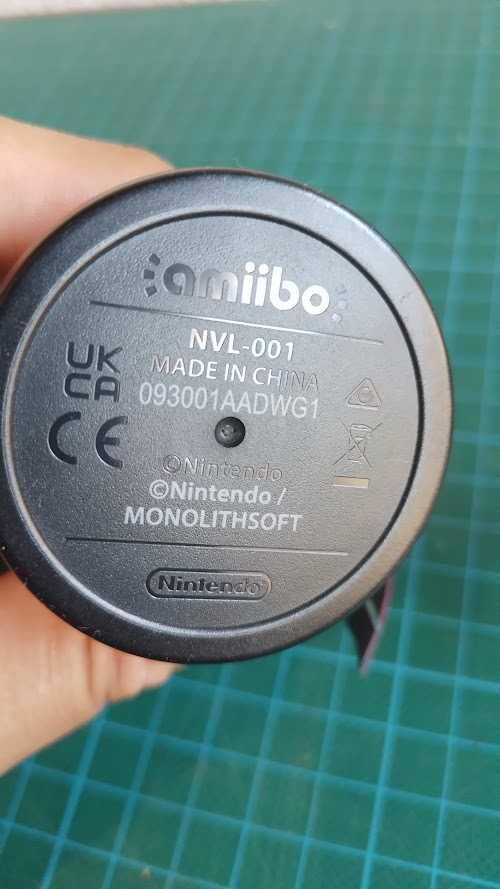 amiibo
NVL-001
MADE IN CHINA
UK
CA
093001AADWG1
CE
©Nintendo
©Nintendo /
MONOLITHSOFT
Nintendo